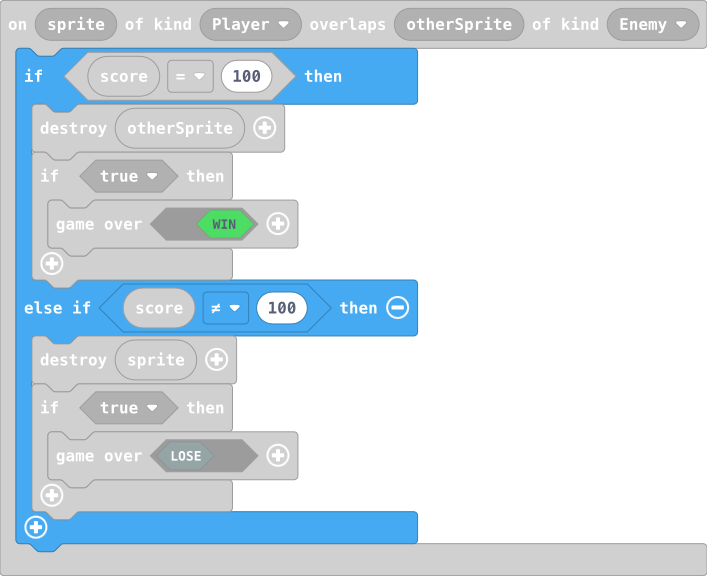 on sprite of kind Player overlaps otherSprite of kind Enemy
if score = 100 then
destroy otherSprite
if true then
game over WIN
else if score ≠ 100 then
destroy sprite
if true then
game over LOSE